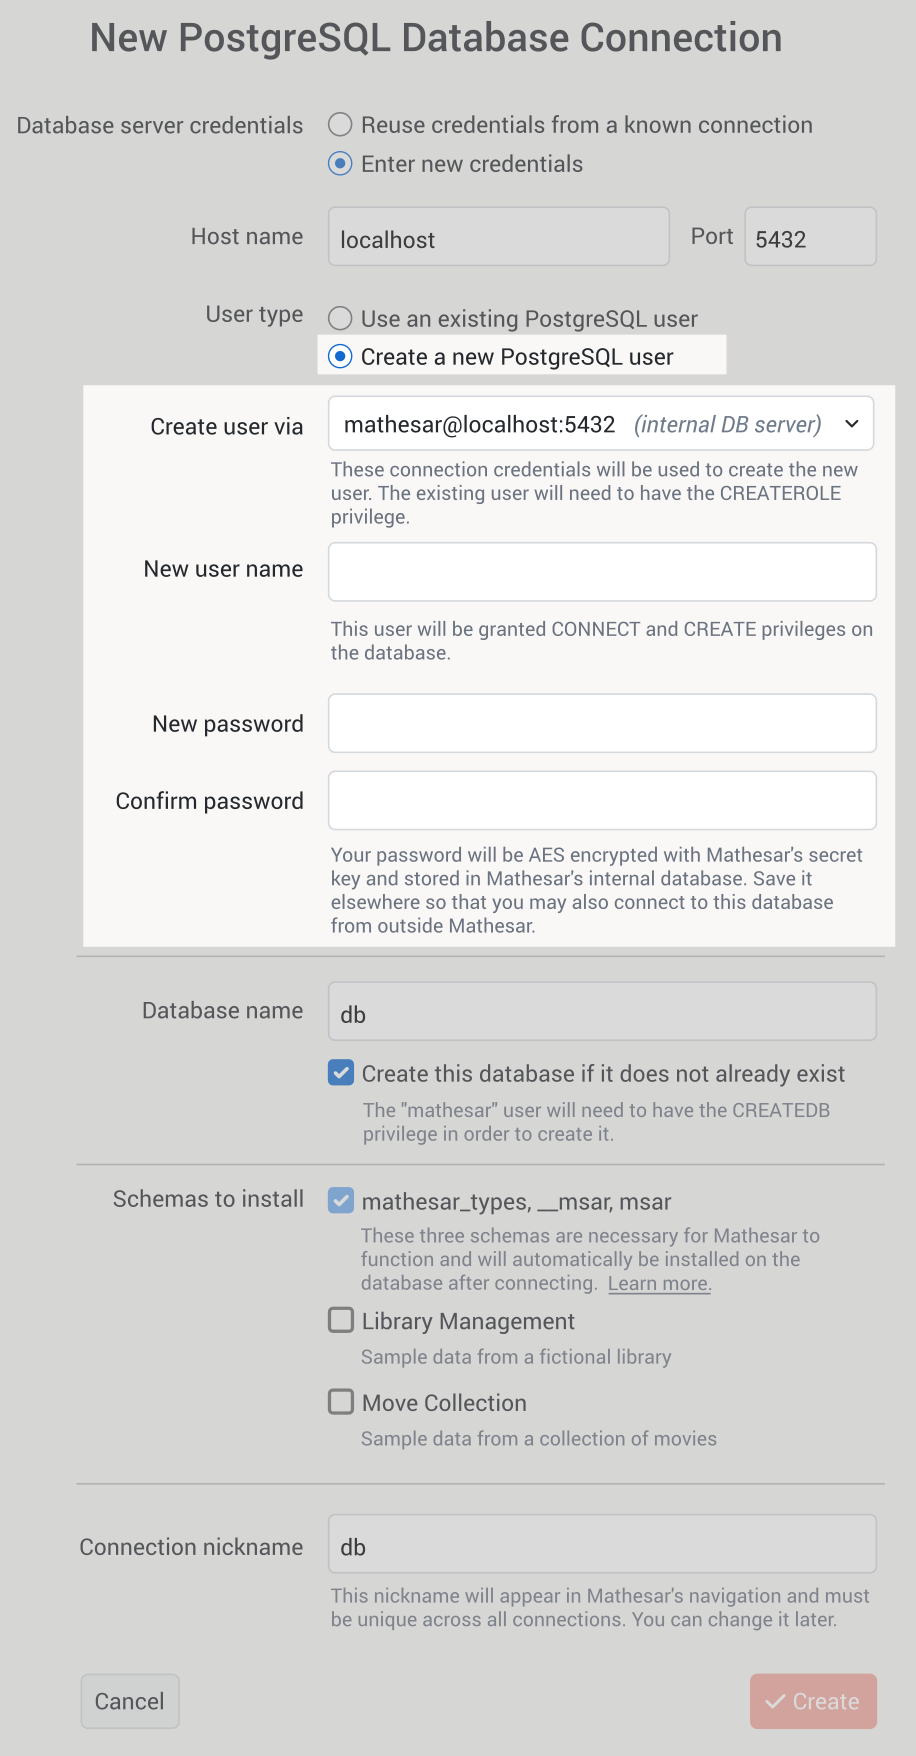 New PostgreSQL Database Connection
Database server credentials
Reuse credentials from a known connection
Enter new credentials
Host name
localhost
Port
5432
User type
Use an existing PostgreSQL user
Create a new PostgreSQL user
Create user via
mathesar@localhost:5432 (internal DB server)
These connection credentials will be used to create the new
user. The existing user will need to have the CREATEROLE
privilege.
New user name
This user will be granted CONNECT and CREATE privileges on
the database.
New password
Confirm password
Your password will be AES encrypted with Mathesar's secret
key and stored in Mathesar's internal database. Save it
elsewhere so that you may also connect to this database
from outside Mathesar.
Database name
db
Create this database if it does not already exist
The "mathesar" user will need to have the CREATEDB
privilege in order to create it.
Schemas to install
mathesar_types, __msar, msar
These three schemas are necessary for Mathesar to
function and will automatically be installed on the
database after connecting. Learn more.
Library Management
Sample data from a fictional library
Move Collection
Sample data from a collection of movies
Connection nickname
db
This nickname will appear in Mathesar's navigation and must
be unique across all connections. You can change it later.
Cancel
Create